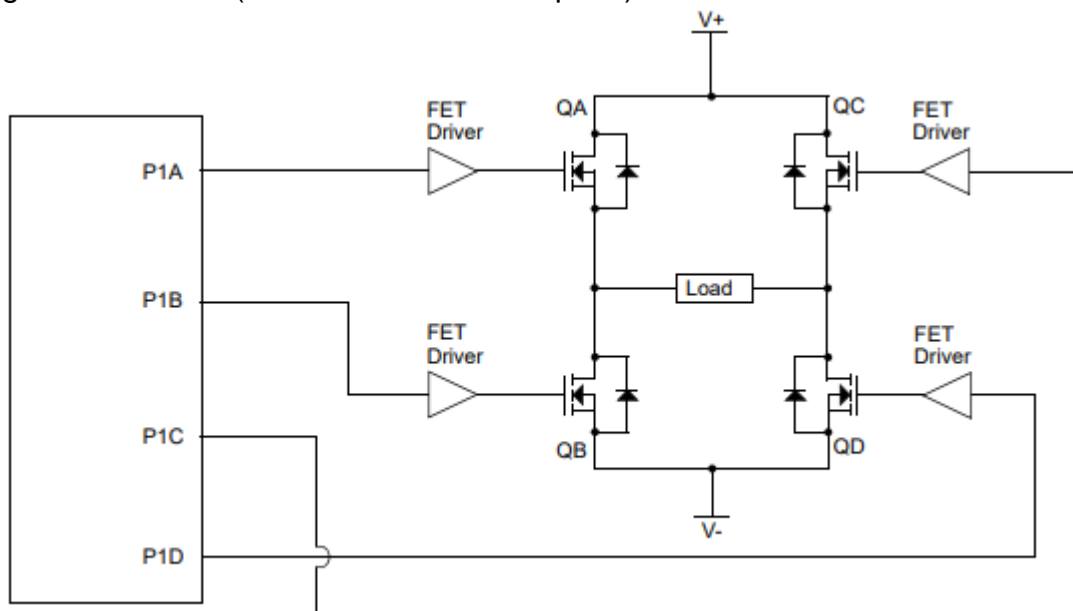 V+
QA
QC
FET
Driver
FET
Driver
P1A
Load
P1B
FET
Driver
FET
Driver
P1C
QB
QD
V-
P1D